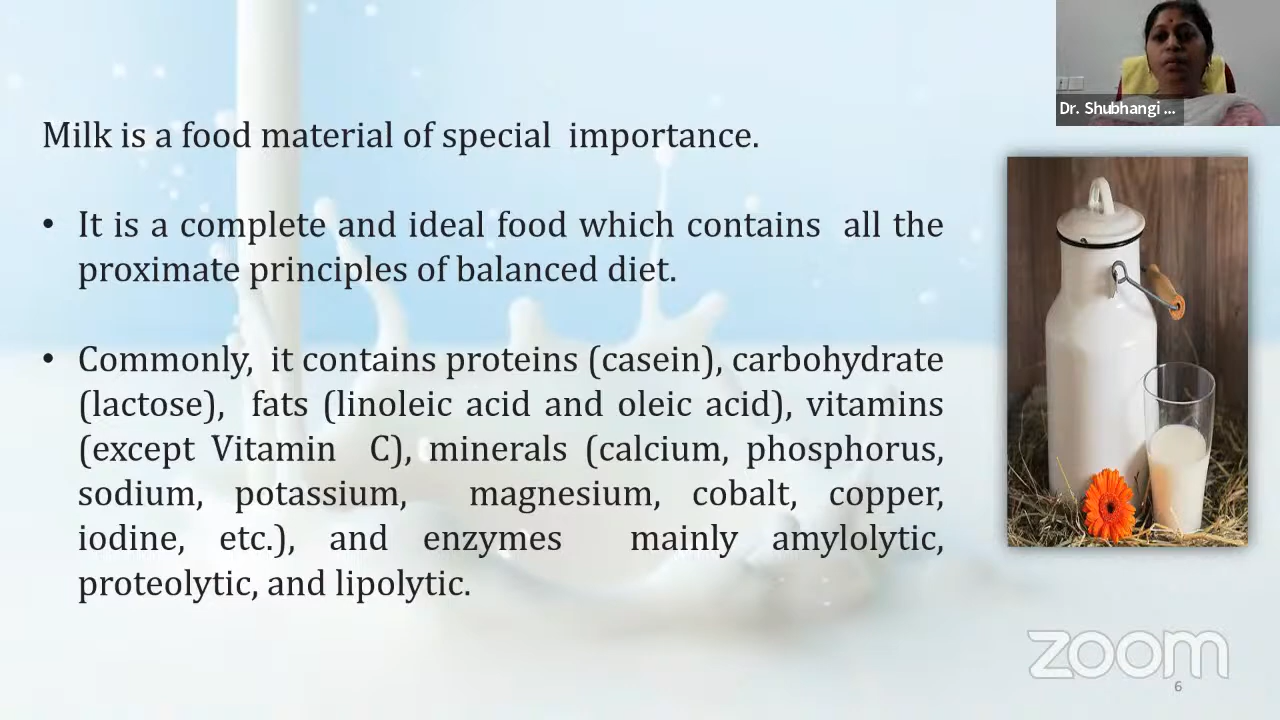 Dr. Shubhangi ...
Milk is a food material of special importance.
• It is a complete and ideal food which contains all the
proximate principles of balanced diet.
• Commonly, it contains proteins (casein), carbohydrate
(lactose), fats (linoleic acid and oleic acid), vitamins
(except Vitamin C), minerals (calcium, phosphorus,
sodium, potassium, magnesium, cobalt, copper,
iodine, etc.), and enzymes mainly amylolytic,
proteolytic, and lipolytic.
zoom
6